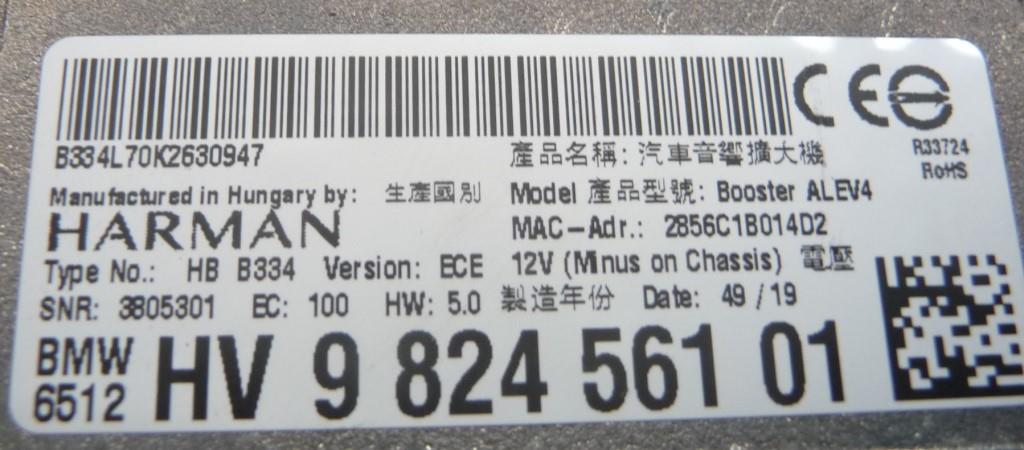 B334L70K2630947
產品名稱: 汽車音響擴大機
R33724
RoHS
Manufactured in Hungary by: 生產國別
Model 產品型號: Booster ALEV4
HARMAN
MAC-Adr.: 2856C1B014D2
Type No.: HB B334 Version: ECE
12V (Minus on Chassis) 電壓
SNR: 3805301 EC: 100 HW: 5.0
製造年份 Date: 49/19
BMW
6512
HV 9 824 561 01